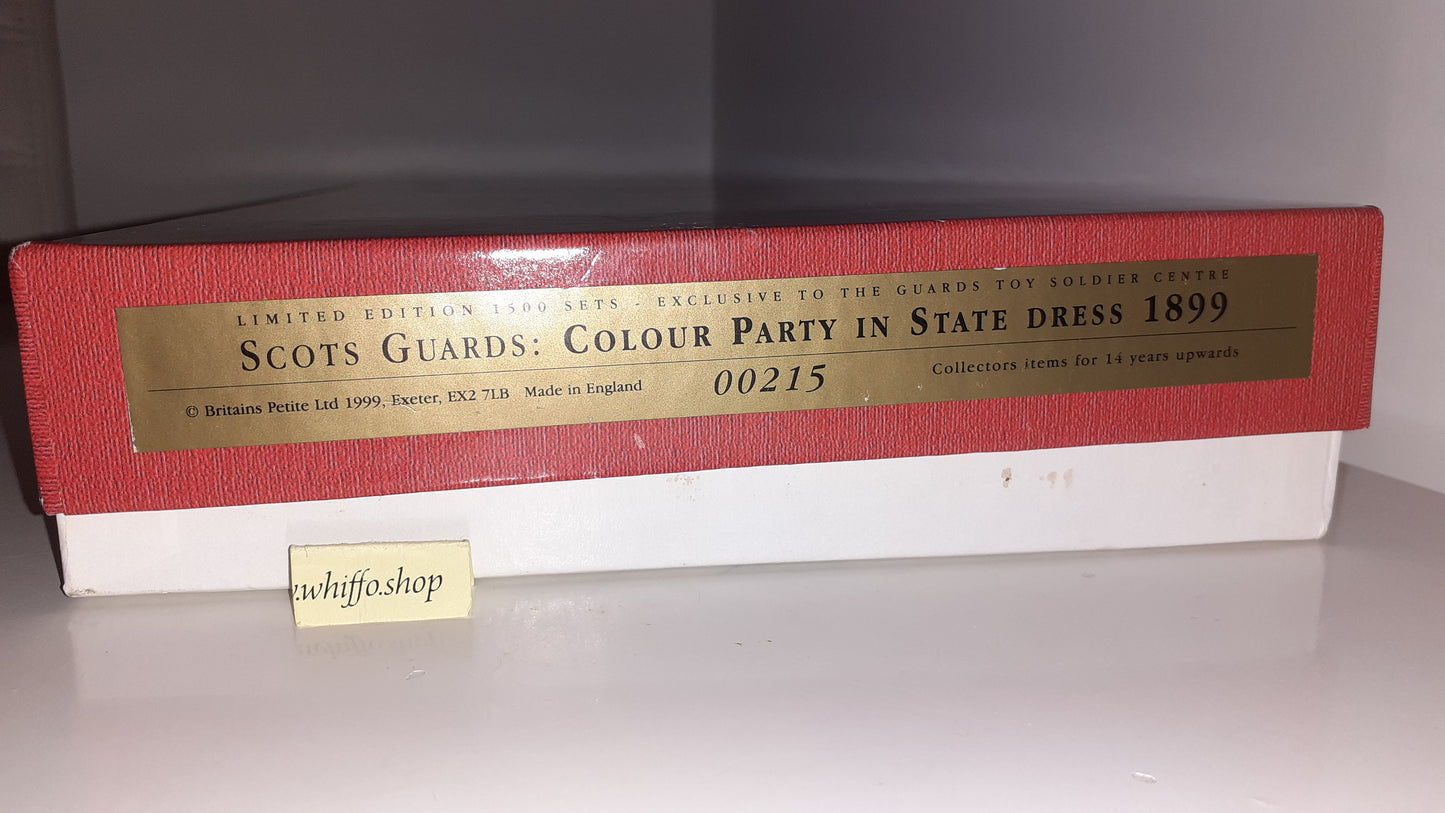 LIMITED EDITION 1500 SETS - EXCLUSIVE TO THE GUARDS TOY SOLDIER CENTRE
SCOTS GUARDS: COLOUR PARTY IN STATE DRESS 1899
© Britains Petite Ltd 1999, Exeter, EX2 7LB Made in England 00215 Collectors items for 14 years upwards
.whiffo.shop